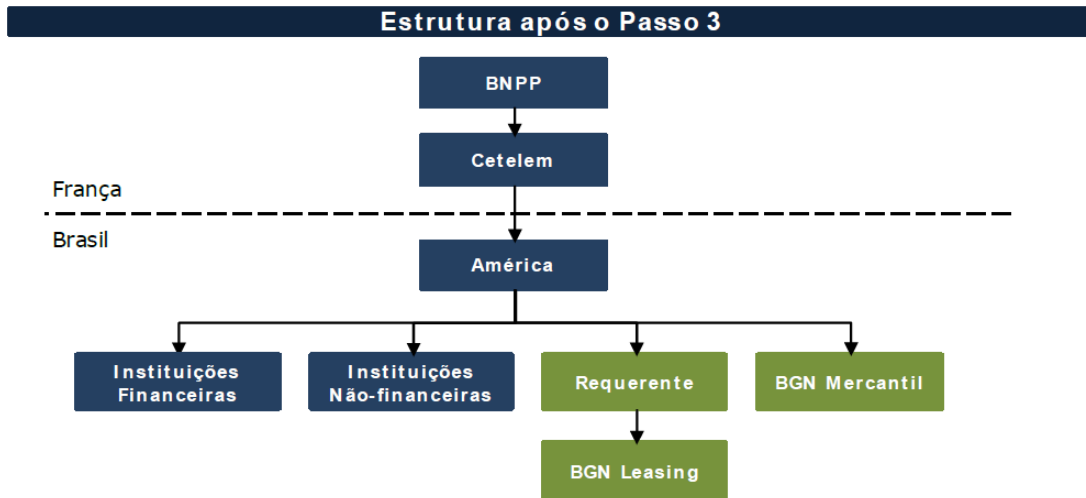 Estrutura após o Passo 3
BNPP
Cetelem
França
Brasil
América
Instituições
Financeiras
Instituições
Não-financeiras
Requerente
BGN Mercantil
BGN Leasing